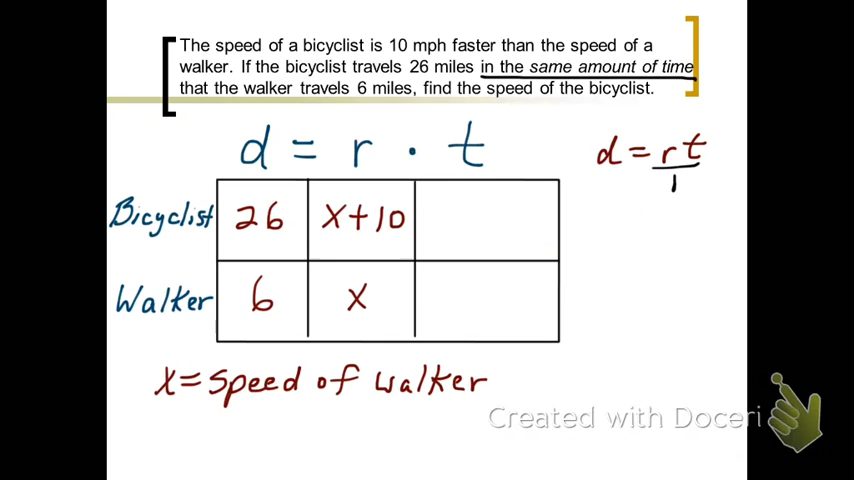 The speed of a bicyclist is 10 mph faster than the speed of a
walker. If the bicyclist travels 26 miles in the same amount of time
that the walker travels 6 miles, find the speed of the bicyclist.
d = r · t
d = rt
1
Bicyclist 26 x+10
Walker 6 x
x = speed of walker
Created with Doceri